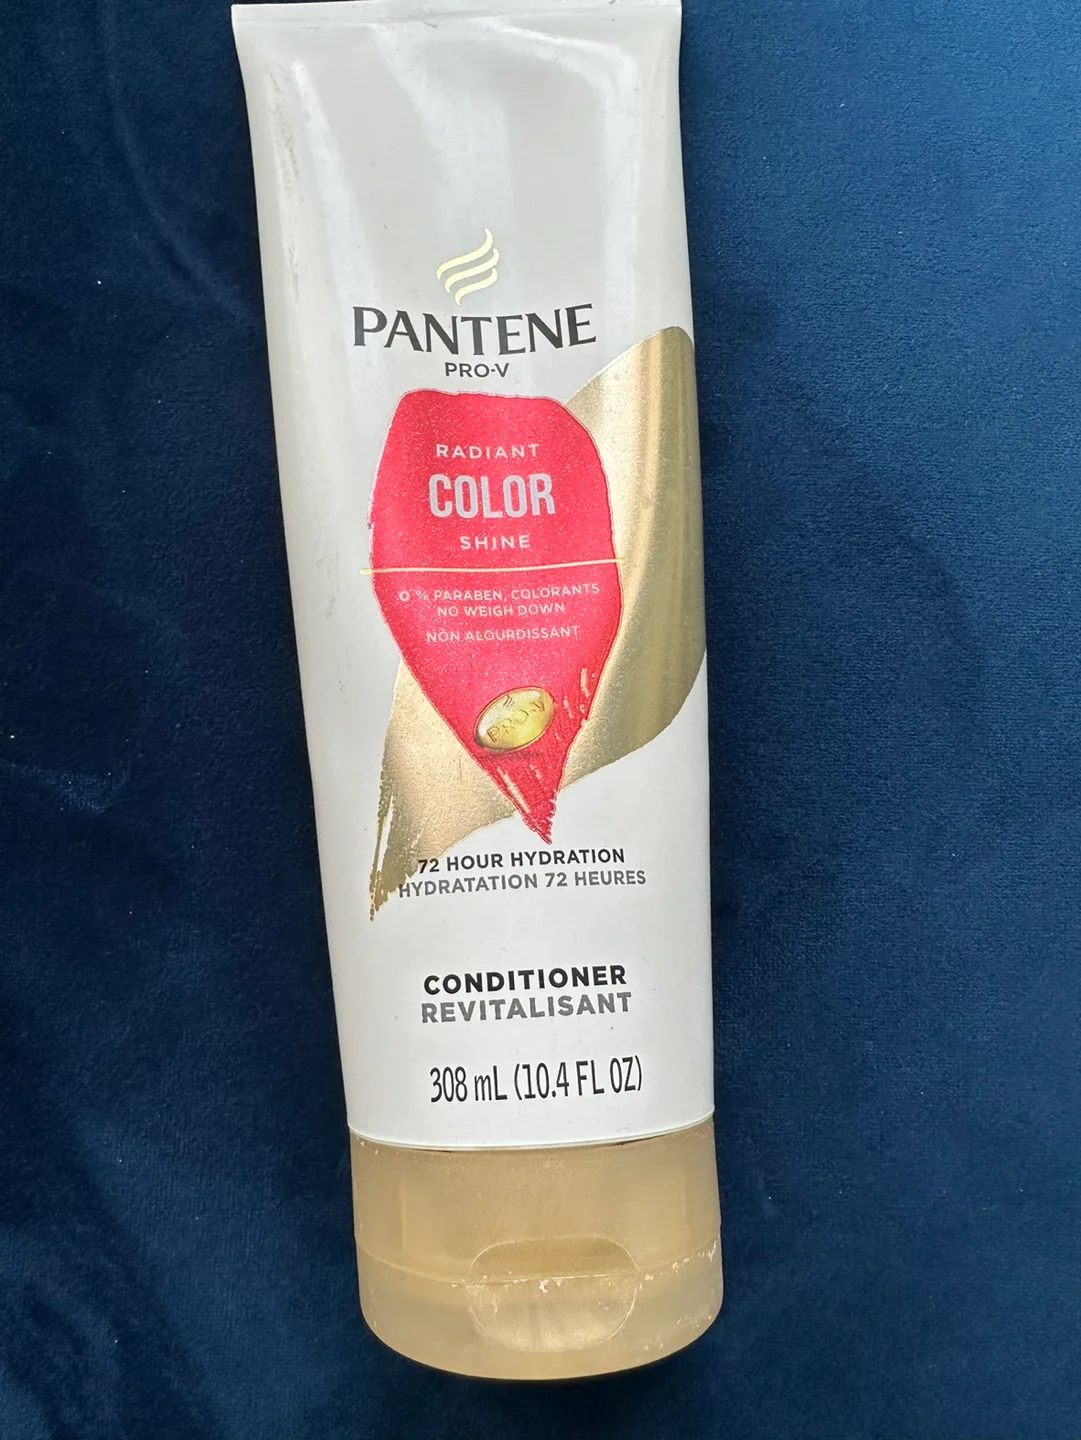 PANTENE
PRO-V
RADIANT
COLOR
SHINE
0 % PARABEN, COLORANTS
NO WEIGH DOWN
NON ALOURDISSANT
PRO-V
72 HOUR HYDRATION
HYDRATATION 72 HEURES
CONDITIONER
REVITALISANT
308 mL (10.4 FL OZ)